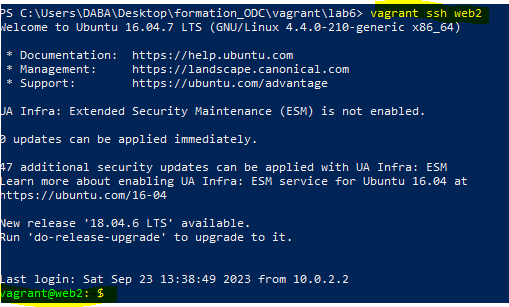 PS C:\Users\DABA\Desktop\formation_ODC\vagrant\lab6> vagrant ssh web2
Welcome to Ubuntu 16.04.7 LTS (GNU/Linux 4.4.0-210-generic x86_64)
* Documentation: https://help.ubuntu.com
* Management: https://landscape.canonical.com
* Support: https://ubuntu.com/advantage
UA Infra: Extended Security Maintenance (ESM) is not enabled.
0 updates can be applied immediately.
47 additional security updates can be applied with UA Infra: ESM
Learn more about enabling UA Infra: ESM service for Ubuntu 16.04 at
https://ubuntu.com/16-04
New release '18.04.6 LTS' available.
Run 'do-release-upgrade' to upgrade to it.
Last login: Sat Sep 23 13:38:49 2023 from 10.0.2.2
vagrant@web2: $